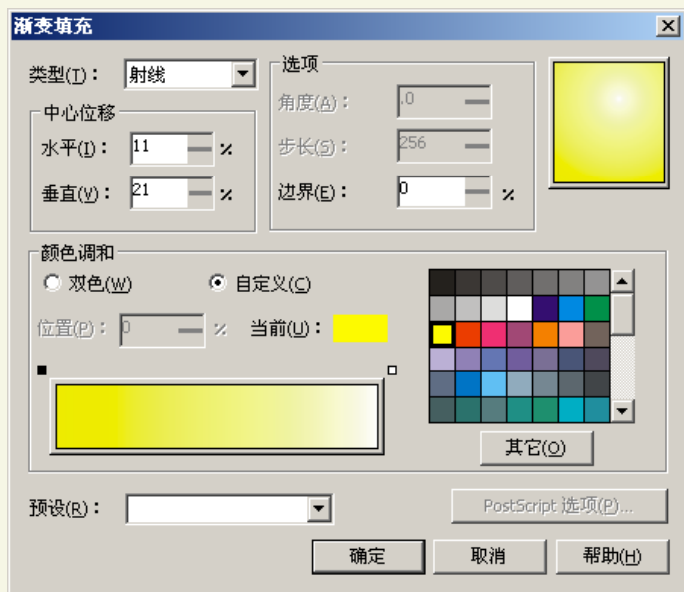 渐变填充
类型(T)： 射线
选项
角度(A)： .0
步长(S)： 256
边界(E)： 0 %
中心位移
水平(I)： 11 %
垂直(V)： 21 %
颜色调和
双色(W) 自定义(C)
位置(P)： 0 % 当前(U)：
其它(O)
预设(R)：
PostScript 选项(P)...
确定 取消 帮助(H)